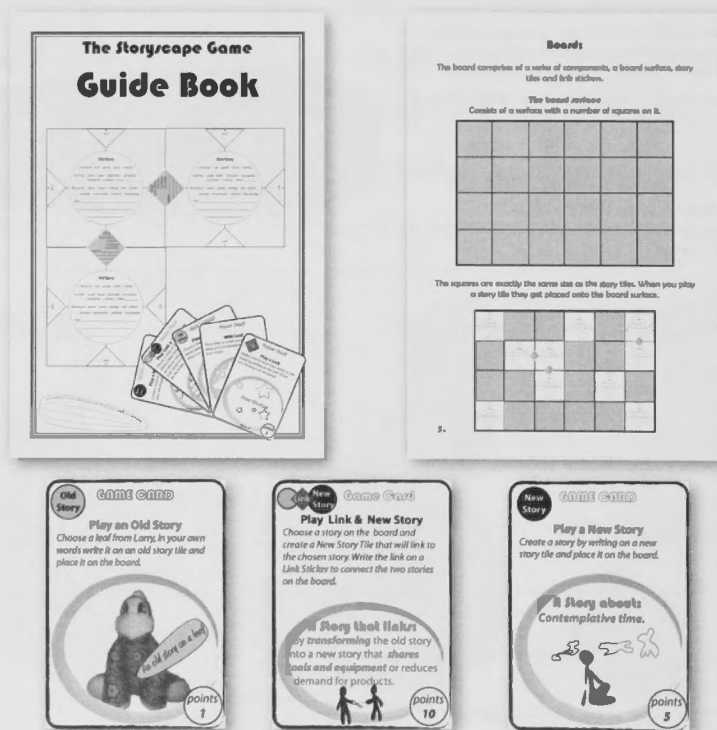 The Storyscape Game
Guide Book
Board:
The board comprises of a series of components, a board surface, story
tiles and link stickers.
The board surface
Consists of a surface with a number of squares on it.
The squares are exactly the same size as the story tiles. When you play
a story tile they get placed onto the board surface.
5.
Old
Story
GAME CARD
Play an Old Story
Choose a leaf from Larry, in your own
words write it on an old story tile and
place it on the board.
An old story on a leaf
points
1
Link
New
Story
Game Card
Play Link & New Story
Choose a story on the board and
create a New Story Tile that will link to
the chosen story. Write the link on a
Link Sticker to connect the two stories
on the board.
A Story that links:
By transforming the old story
into a new story that shares
tools and equipment or reduces
demand for products.
points
10
New
Story
GAME CARD
Play a New Story
Create a story by writing on a new
story tile and place it on the board.
A Story about:
Contemplative time.
points
5